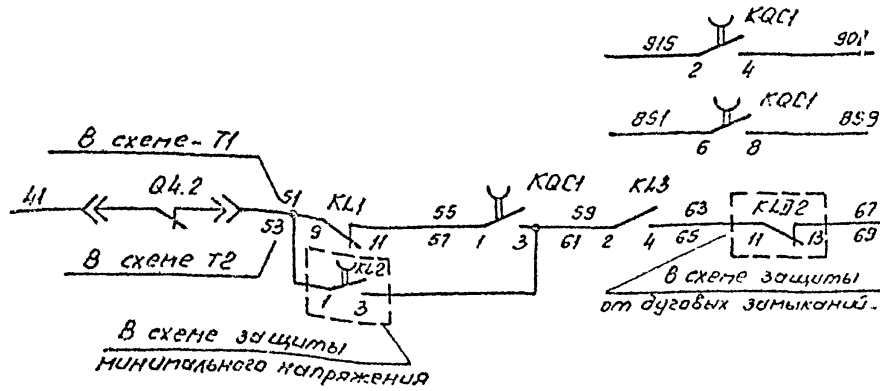 KQC1
915 901
2 4
KQC1
851 859
6 8
В схеме - Т1
41 Q4.2 51 KL1 55 KQC1 59 KL3 63 KLD2 67
53 9 11 57 1 3 61 2 4 65 11 13 69
В схеме Т2
KL2
1 3
В схеме защиты
от дуговых замыканий.
В схеме защиты
минимального напряжения